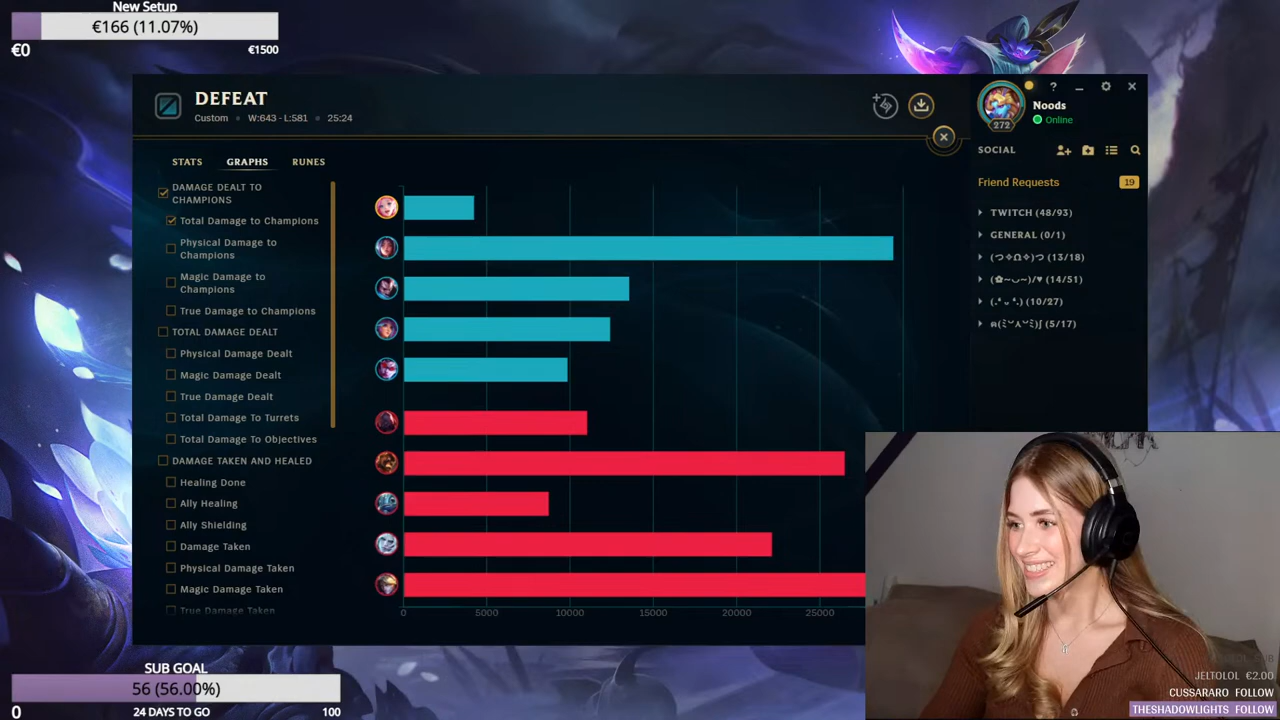 New Setup
€166 (11.07%)
€0
€1500
DEFEAT
Custom W:643 - L:581 25:24
272
Noods
Online
SOCIAL
Friend Requests
19
TWITCH (48/93)
GENERAL (0/1)
(13/18)
(14/51)
(10/27)
(5/17)
STATS GRAPHS RUNES
DAMAGE DEALT TO
CHAMPIONS
Total Damage to Champions
Physical Damage to
Champions
Magic Damage to
Champions
True Damage to Champions
TOTAL DAMAGE DEALT
Physical Damage Dealt
Magic Damage Dealt
True Damage Dealt
Total Damage To Turrets
Total Damage To Objectives
DAMAGE TAKEN AND HEALED
Healing Done
Ally Healing
Ally Shielding
Damage Taken
Physical Damage Taken
Magic Damage Taken
True Damage Taken
0 5000 10000 15000 20000 25000
SUB GOAL
56 (56.00%)
0
24 DAYS TO GO
100
JELTOLOL €2.00
CUSSARARO FOLLOW
THESHADOWLIGHTS FOLLOW